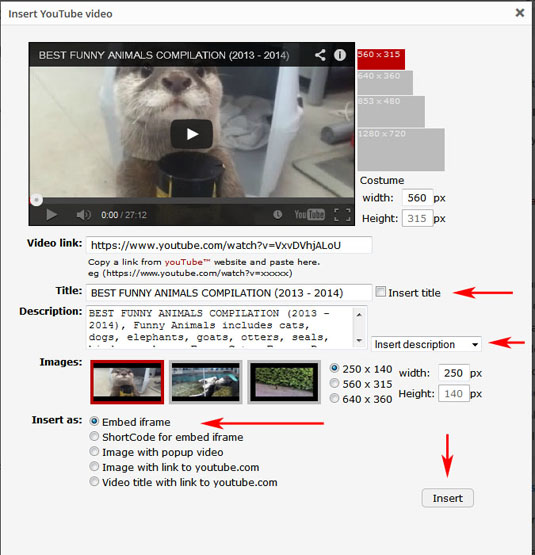 Insert YouTube video
BEST FUNNY ANIMALS COMPILATION (2013 - 2014)
560 x 315
640 x 360
853 x 480
1280 x 720
Costume
width: 560 px
Height: 315 px
0:00 / 27:12
YouTube
Video link: https://www.youtube.com/watch?v=VxvDVhjALoU
Copy a link from youTube™ website and paste here.
eg (https://www.youtube.com/watch?v=xxxxx)
Title: BEST FUNNY ANIMALS COMPILATION (2013 - 2014) Insert title
Description: BEST FUNNY ANIMALS COMPILATION (2013 -
2014), Funny Animals includes cats,
dogs, elephants, goats, otters, seals,
Insert description
Images:
250 x 140
560 x 315
640 x 360
width: 250 px
Height: 140 px
Insert as:
Embed iframe
ShortCode for embed iframe
Image with popup video
Image with link to youtube.com
Video title with link to youtube.com
Insert